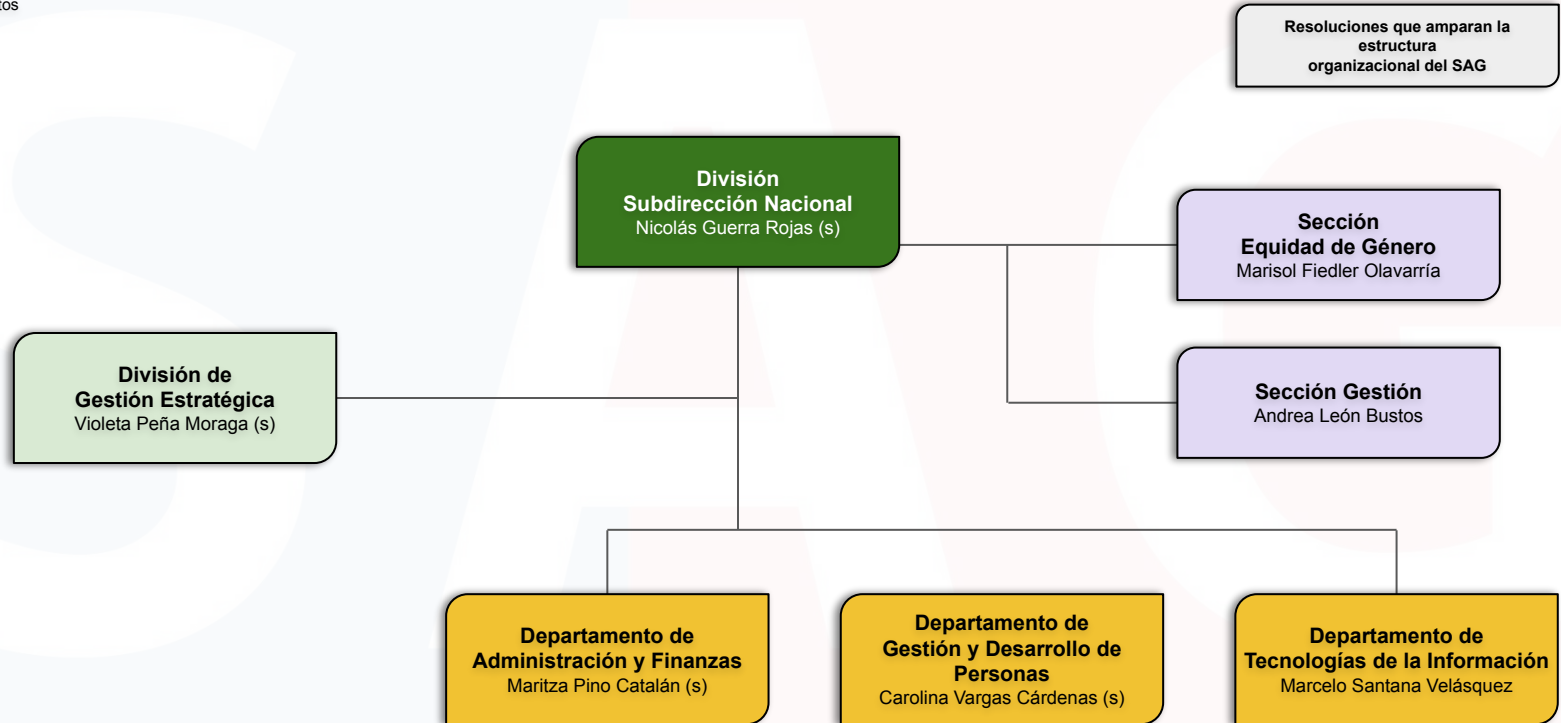 Resoluciones que amparan la
estructura
organizacional del SAG
División
Subdirección Nacional
Nicolás Guerra Rojas (s)
Sección
Equidad de Género
Marisol Fiedler Olavarría
División de
Gestión Estratégica
Violeta Peña Moraga (s)
Sección Gestión
Andrea León Bustos
Departamento de
Administración y Finanzas
Maritza Pino Catalán (s)
Departamento de
Gestión y Desarrollo de
Personas
Carolina Vargas Cárdenas (s)
Departamento de
Tecnologías de la Información
Marcelo Santana Velásquez
SAG